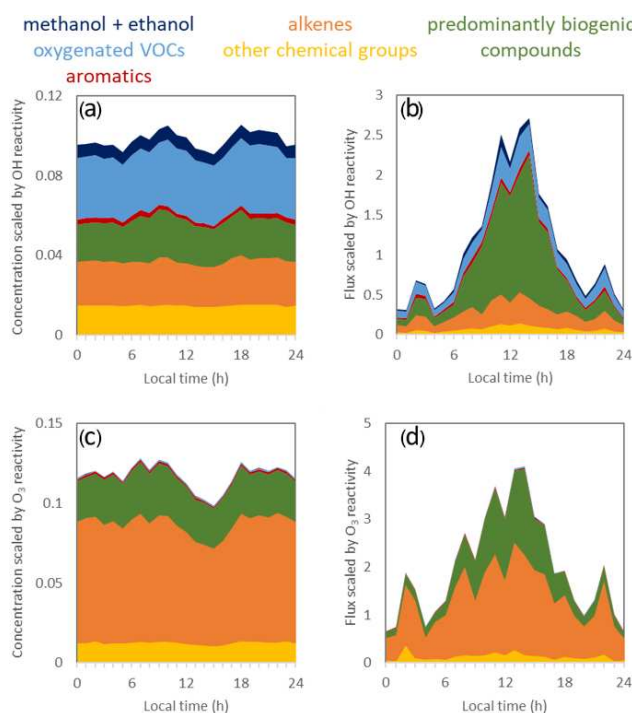 methanol + ethanol alkenes predominantly biogenic
oxygenated VOCs other chemical groups compounds
aromatics
(a)
Concentration scaled by OH reactivity
0.12
0.08
0.04
0
0 6 12 18 24
Local time (h)
(b)
Flux scaled by OH reactivity
3
2.5
2
1.5
1
0.5
0
0 6 12 18 24
Local time (h)
(c)
Concentration scaled by O3 reactivity
0.15
0.1
0.05
0
0 6 12 18 24
Local time (h)
(d)
Flux scaled by O3 reactivity
5
4
3
2
1
0
0 6 12 18 24
Local time (h)